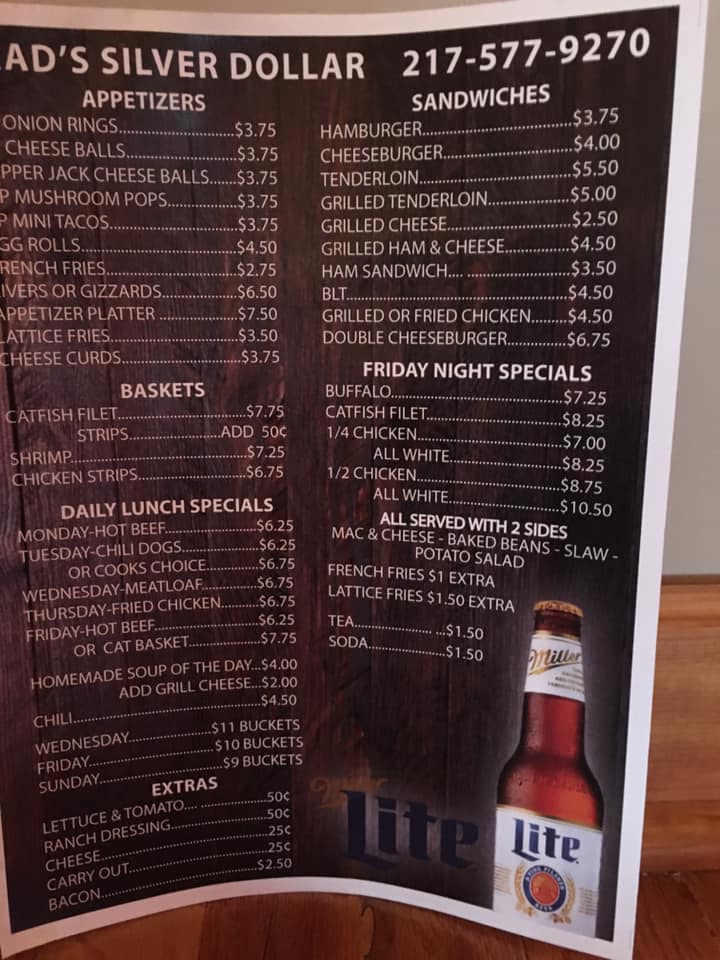 AD'S SILVER DOLLAR 217-577-9270
APPETIZERS
ONION RINGS...$3.75
CHEESE BALLS...$3.75
PPER JACK CHEESE BALLS...$3.75
P MUSHROOM POPS...$3.75
P MINI TACOS...$3.75
GG ROLLS...$4.50
RENCH FRIES...$2.75
IVERS OR GIZZARDS...$6.50
APPETIZER PLATTER...$7.50
LATTICE FRIES...$3.50
CHEESE CURDS...$3.75
BASKETS
CATFISH FILET...$7.75
STRIPS...ADD 50¢
SHRIMP...$7.25
CHICKEN STRIPS...$6.75
DAILY LUNCH SPECIALS
MONDAY-HOT BEEF...$6.25
TUESDAY-CHILI DOGS...$6.25
OR COOKS CHOICE...$6.75
WEDNESDAY-MEATLOAF...$6.75
THURSDAY-FRIED CHICKEN...$6.75
FRIDAY-HOT BEEF...$6.25
OR CAT BASKET...$7.75
HOMEMADE SOUP OF THE DAY...$4.00
ADD GRILL CHEESE...$2.00
CHILI...$4.50
WEDNESDAY...$11 BUCKETS
FRIDAY...$10 BUCKETS
SUNDAY...$9 BUCKETS
EXTRAS
LETTUCE & TOMATO...50¢
RANCH DRESSING...50¢
CHEESE...25¢
CARRY OUT...25¢
BACON...$2.50
SANDWICHES
HAMBURGER...$3.75
CHEESEBURGER...$4.00
TENDERLOIN...$5.50
GRILLED TENDERLOIN...$5.00
GRILLED CHEESE...$2.50
GRILLED HAM & CHEESE...$4.50
HAM SANDWICH...$3.50
BLT...$4.50
GRILLED OR FRIED CHICKEN...$4.50
DOUBLE CHEESEBURGER...$6.75
FRIDAY NIGHT SPECIALS
BUFFALO...$7.25
CATFISH FILET...$8.25
1/4 CHICKEN...$7.00
ALL WHITE...$8.25
1/2 CHICKEN...$8.75
ALL WHITE...$10.50
ALL SERVED WITH 2 SIDES
MAC & CHEESE - BAKED BEANS - SLAW -
POTATO SALAD
FRENCH FRIES $1 EXTRA
LATTICE FRIES $1.50 EXTRA
TEA...$1.50
SODA...$1.50
Miller
Lite
Miller
Lite